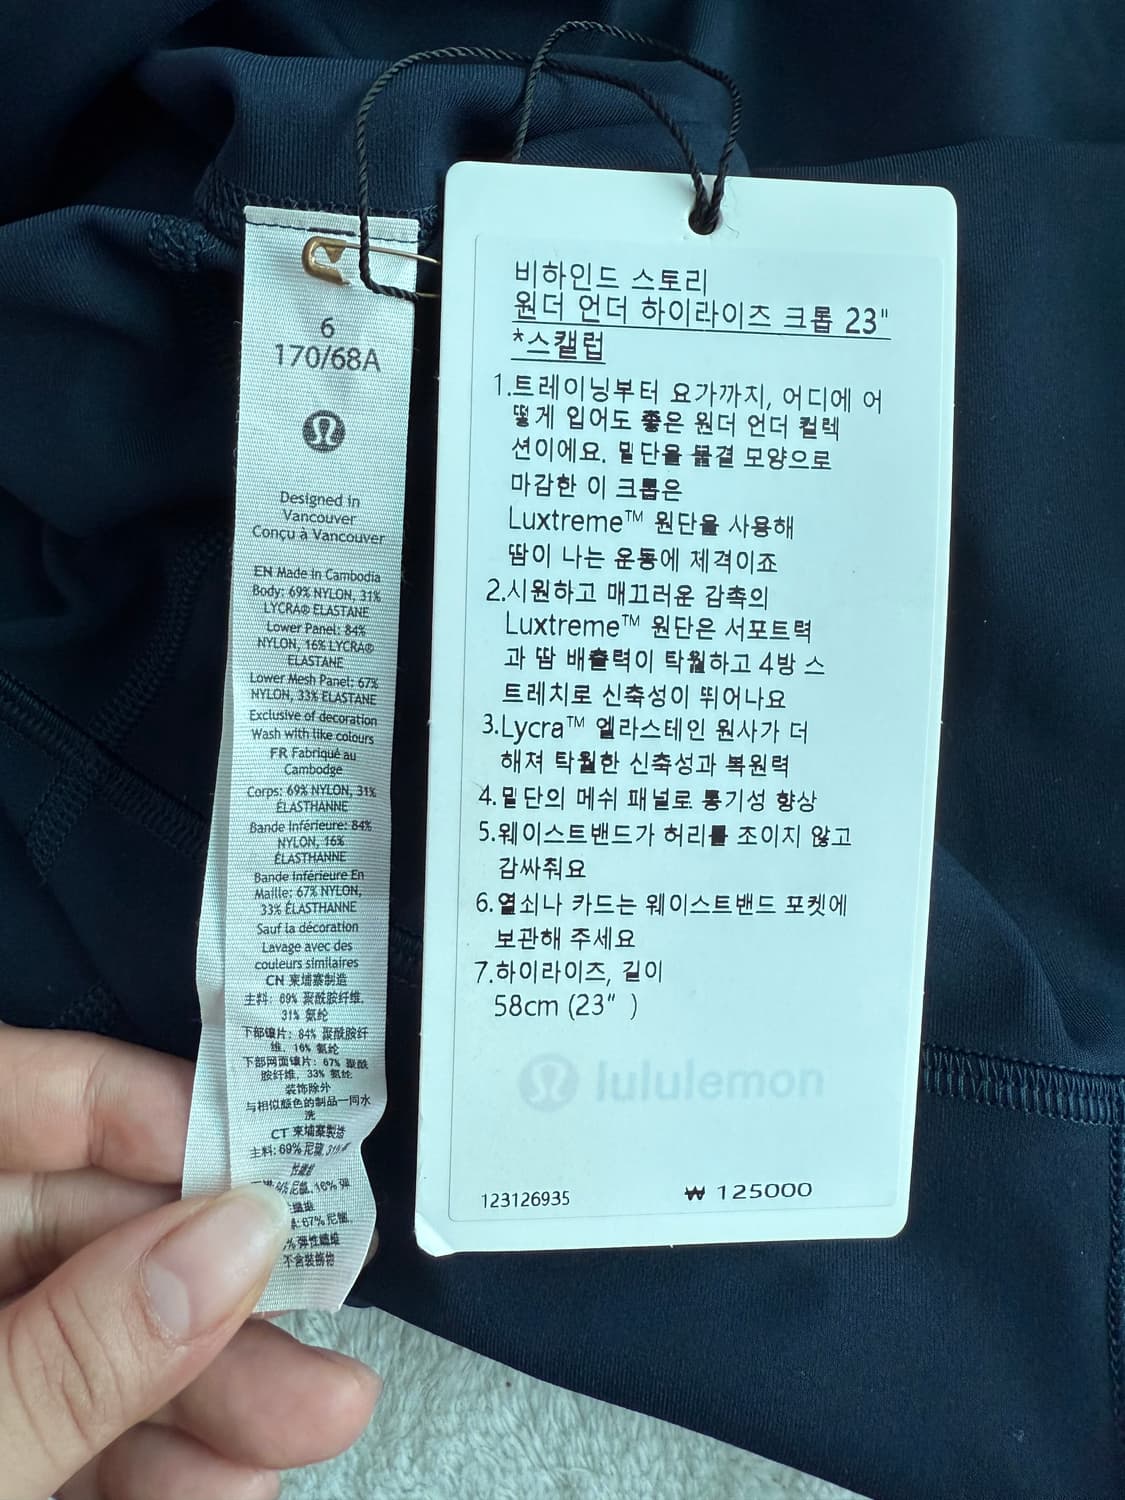 6
170/68A
Designed in
Vancouver
Conçu à Vancouver
EN Made in Cambodia
Body: 69% NYLON, 31%
LYCRA® ELASTANE
Lower Panel: 84%
NYLON, 16% LYCRA®
ELASTANE
Lower Mesh Panel: 67%
NYLON, 33% ELASTANE
Exclusive of decoration
Wash with like colours
FR Fabriqué au
Cambodge
Corps: 69% NYLON, 31%
ÉLASTHANNE
Bande Inférieure: 84%
NYLON, 16%
ÉLASTHANNE
Bande Inférieure En
Maille: 67% NYLON,
33% ÉLASTHANNE
Sauf la décoration
Lavage avec des
couleurs similaires
CN 柬埔寨制造
主料: 69% 聚酰胺纤维,
31% 氨纶
下部镶片: 84% 聚酰胺纤
维, 16% 氨纶
下部网面镶片: 67% 聚酰
胺纤维, 33% 氨纶
装饰除外
与相似颜色的制品一同水
洗
CT 柬埔寨製造
主料: 69% 尼龍, 31%
尼龍, 16% 彈
67% 尼龍,
彈性纖維
不含裝飾物
비하인드 스토리
원더 언더 하이라이즈 크롭 23"
*스캘럽
1.트레이닝부터 요가까지, 어디에 어
떻게 입어도 좋은 원더 언더 컬렉
션이에요. 밑단을 물결 모양으로
마감한 이 크롭은
Luxtreme™ 원단을 사용해
땀이 나는 운동에 제격이죠
2.시원하고 매끄러운 감촉의
Luxtreme™ 원단은 서포트력
과 땀 배출력이 탁월하고 4방 스
트레치로 신축성이 뛰어나요
3.Lycra™ 엘라스테인 원사가 더
해져 탁월한 신축성과 복원력
4.밑단의 메쉬 패널로 통기성 향상
5.웨이스트밴드가 허리를 조이지 않고
감싸줘요
6.열쇠나 카드는 웨이스트밴드 포켓에
보관해 주세요
7.하이라이즈, 길이
58cm (23" )
lululemon
123126935
₩ 125000